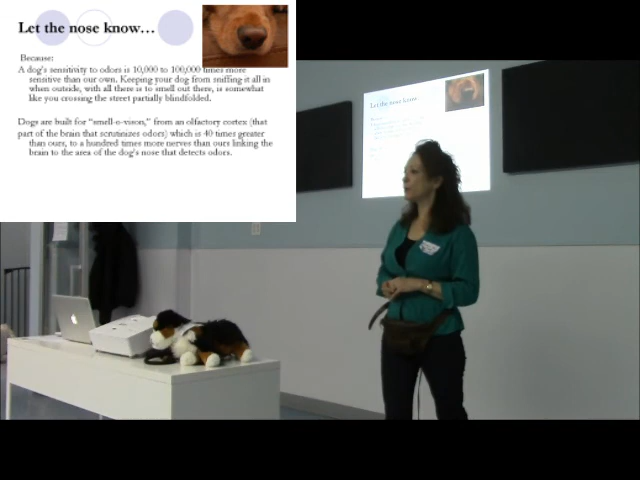 Let the nose know…
Because:
A dog's sensitivity to odors is 10,000 to 100,000 times more
sensitive than our own. Keeping your dog from sniffing it all in
when outside, with all there is to smell out there, is somewhat
like you crossing the street partially blindfolded.
Dogs are built for "smell-o-vison," from an olfactory cortex (that
part of the brain that scrutinizes odors) which is 40 times greater
than ours, to a hundred times more nerves than ours linking the
brain to the area of the dog's nose that detects odors.
Let the nose know